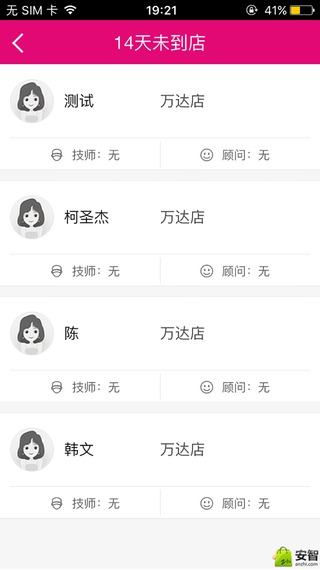 无 SIM 卡 19:21 41%
14天未到店
测试 万达店
技师：无 顾问：无
柯圣杰 万达店
技师：无 顾问：无
陈 万达店
技师：无 顾问：无
韩文 万达店
技师：无 顾问：无
安智
anzhi.com